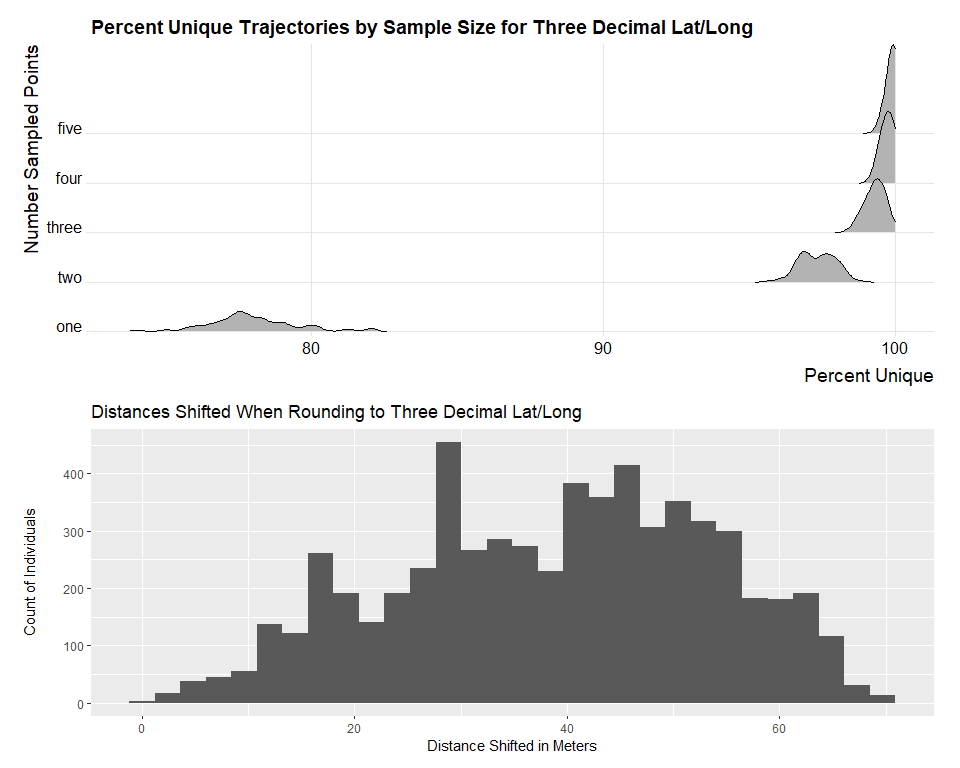 Percent Unique Trajectories by Sample Size for Three Decimal Lat/Long
Number Sampled Points
five
four
three
two
one
80 90 100
Percent Unique
Distances Shifted When Rounding to Three Decimal Lat/Long
Count of Individuals
400
300
200
100
0
0 20 40 60
Distance Shifted in Meters